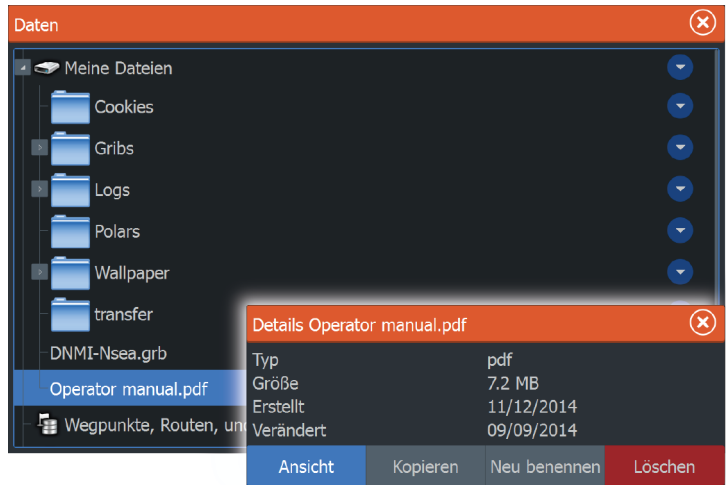 Daten
Meine Dateien
Cookies
Gribs
Logs
Polars
Wallpaper
transfer
DNMI-Nsea.grb
Operator manual.pdf
Wegpunkte, Routen,
Details Operator manual.pdf
Typ pdf
Größe 7.2 MB
Erstellt 11/12/2014
Verändert 09/09/2014
Ansicht Kopieren Neu benennen Löschen